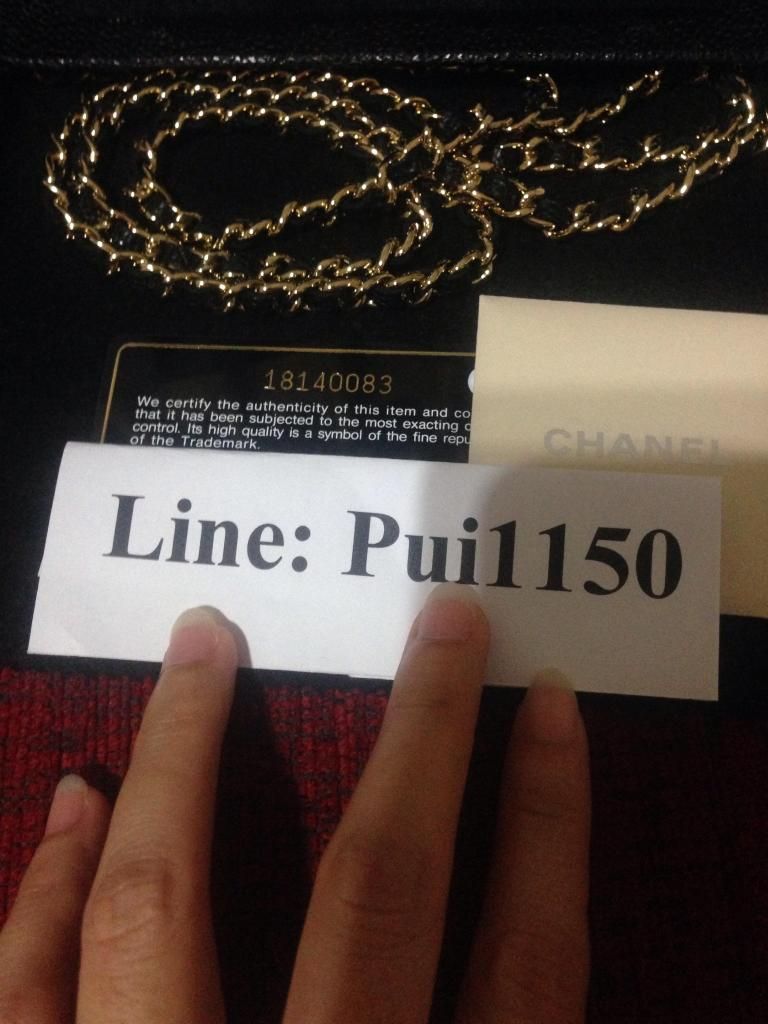 18140083
We certify the authenticity of this item and co
that it has been subjected to the most exacting
control. Its high quality is a symbol of the fine repu
of the Trademark.
CHANEL
Line: Pui1150